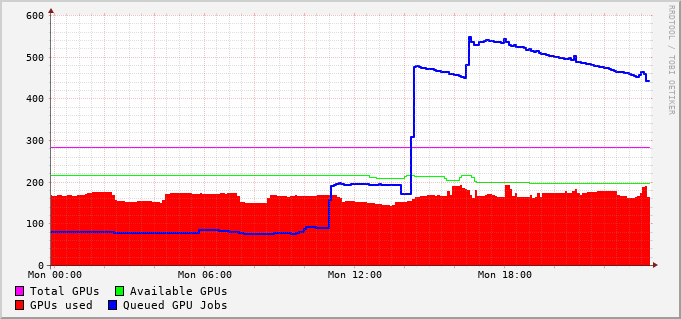 600
500
400
300
200
100
0
Mon 00:00 Mon 06:00 Mon 12:00 Mon 18:00
Total GPUs Available GPUs
GPUs used Queued GPU Jobs
RRDTOOL / TOBI OETIKER